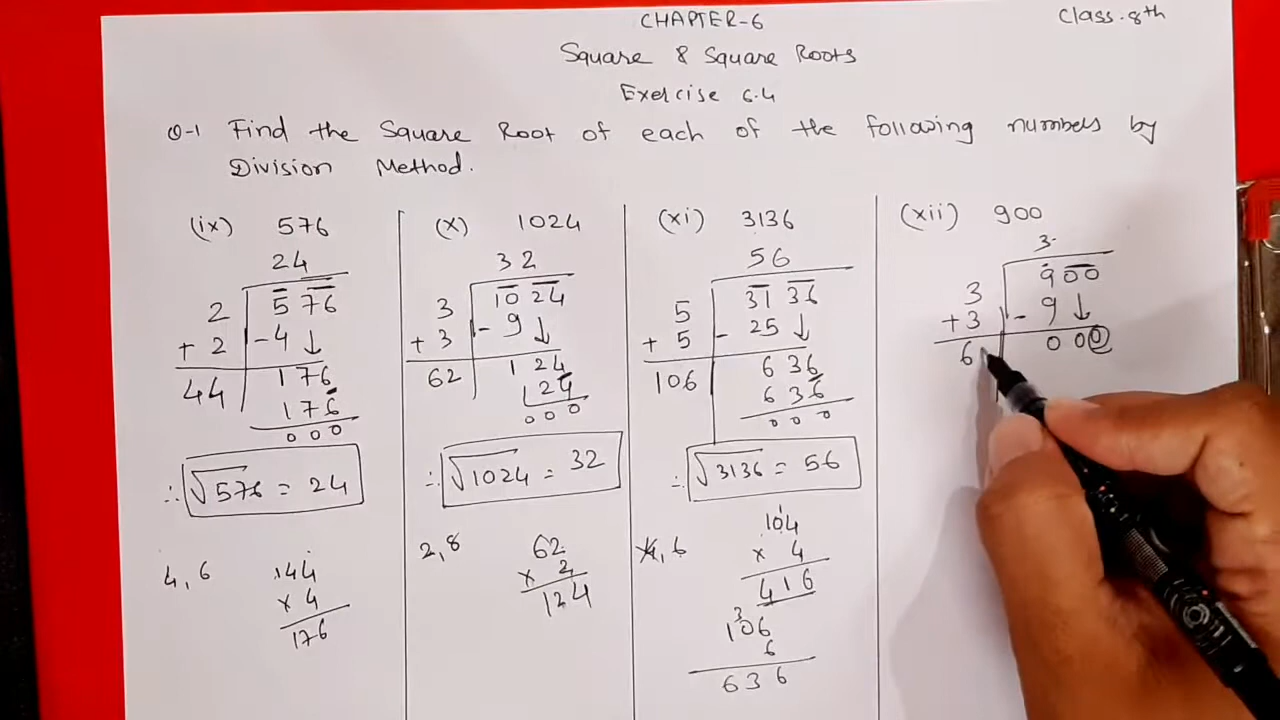 CHAPTER-6
Class-8th
Square & Square Roots
Exercise 6.4
Q-1 Find the Square Root of each of the following numbers by
Division Method.
(ix) 576
24
2 5 76
+ 2 - 4 ↓
44 176
176
000
∴ √576 = 24
4, 6
144
x 4
176
(x) 1024
32
3 10 24
+ 3 - 9 ↓
62 124
124
000
∴ √1024 = 32
2,8
62
x 2
124
(xi) 3136
56
5 31 36
+ 5 - 25 ↓
106 636
636
000
∴ √3136 = 56
4, 6
104
x 4
416
3
106
6
636
(xii) 900
3
3 9 00
+3 - 9 ↓
6 000